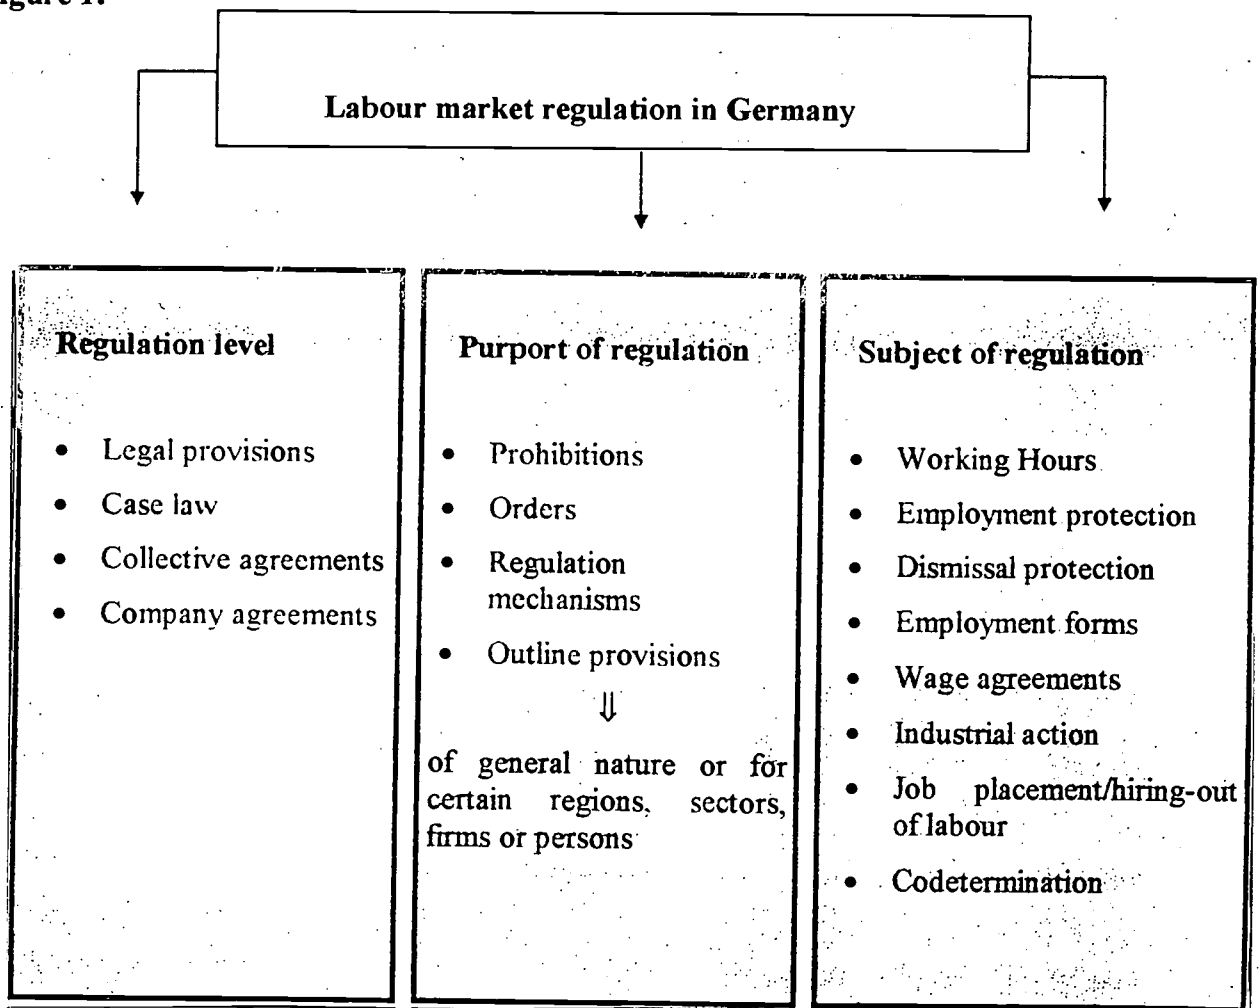 Labour market regulation in Germany
Regulation level
• Legal provisions
• Case law
• Collective agreements
• Company agreements
Purport of regulation
• Prohibitions
• Orders
• Regulation
mechanisms
• Outline provisions
⇓
of general nature or for
certain regions, sectors,
firms or persons
Subject of regulation
• Working Hours
• Employment protection
• Dismissal protection
• Employment forms
• Wage agreements
• Industrial action
• Job placement/hiring-out
of labour
• Codetermination